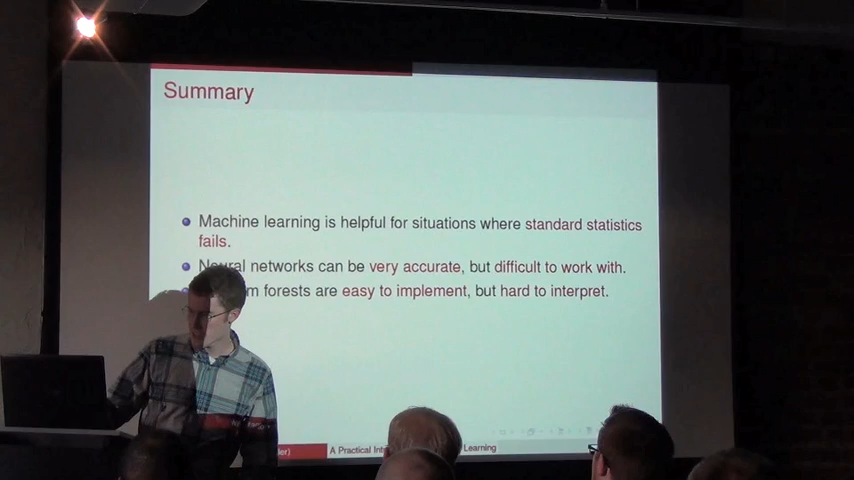 Summary
Machine learning is helpful for situations where standard statistics
fails.
Neural networks can be very accurate, but difficult to work with.
forests are easy to implement, but hard to interpret.
A Practical Learning